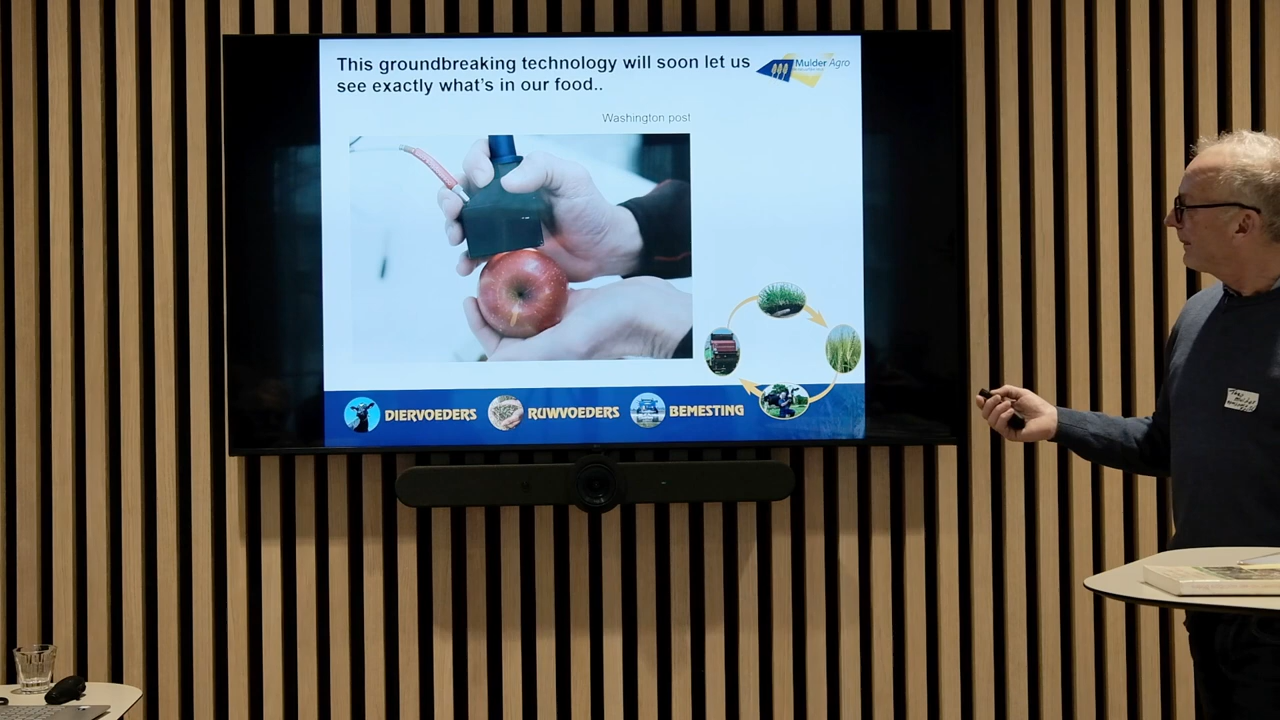 This groundbreaking technology will soon let us
see exactly what's in our food..
Mulder Agro
Washington post
DIERVOEDERS RUWVOEDERS BEMESTING